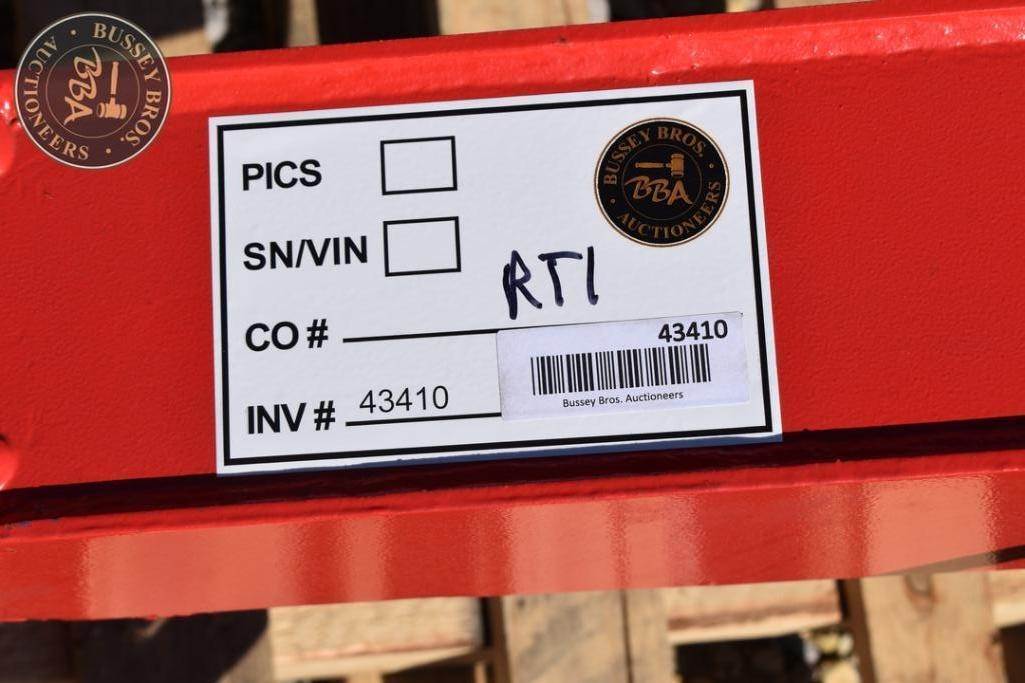 BUSSEY BROS.
AUCTIONEERS
BBA
PICS
BUSSEY BROS.
BBA
AUCTIONEERS
SN/VIN
RTI
CO #
43410
INV # 43410
Bussey Bros. Auctioneers